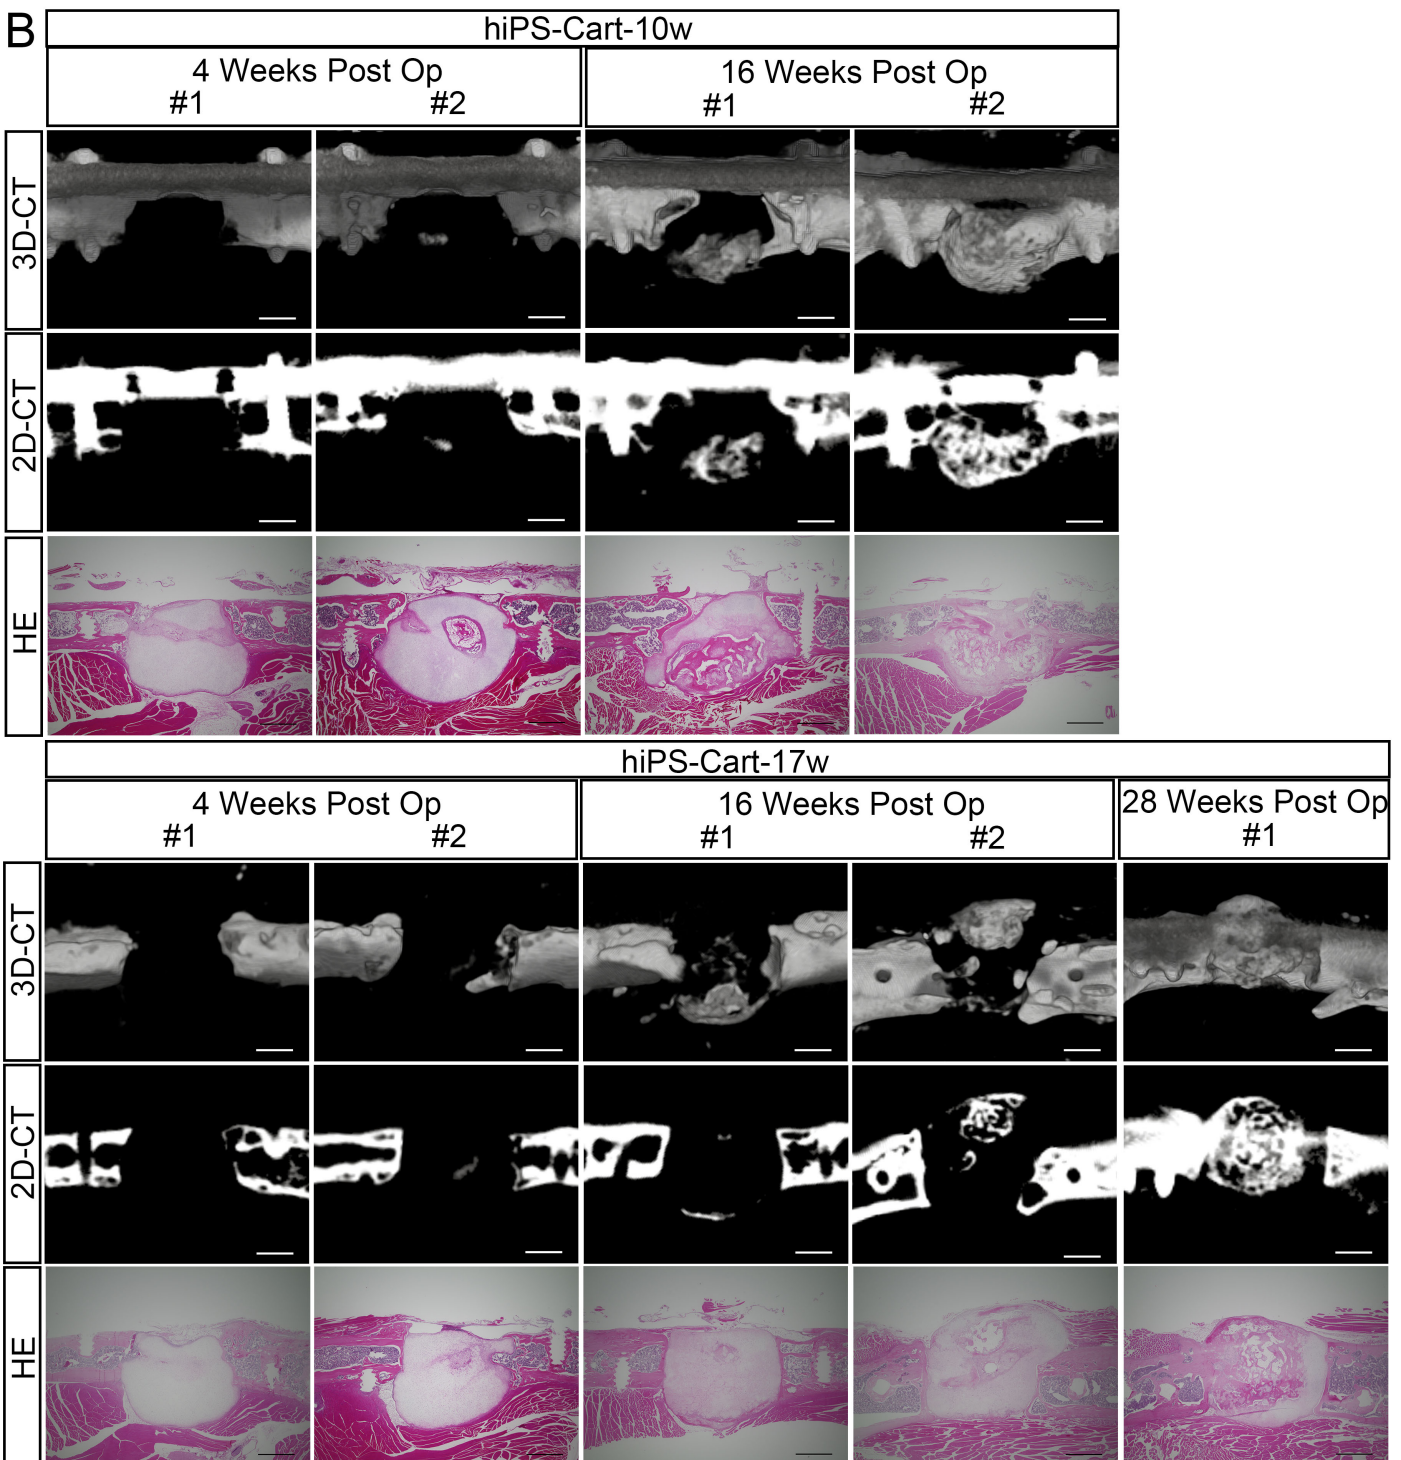 B
hiPS-Cart-10w
4 Weeks Post Op
16 Weeks Post Op
#1
#2
#1
#2
3D-CT
2D-CT
HE
hiPS-Cart-17w
4 Weeks Post Op
16 Weeks Post Op
28 Weeks Post Op
#1
#2
#1
#2
#1
3D-CT
2D-CT
HE